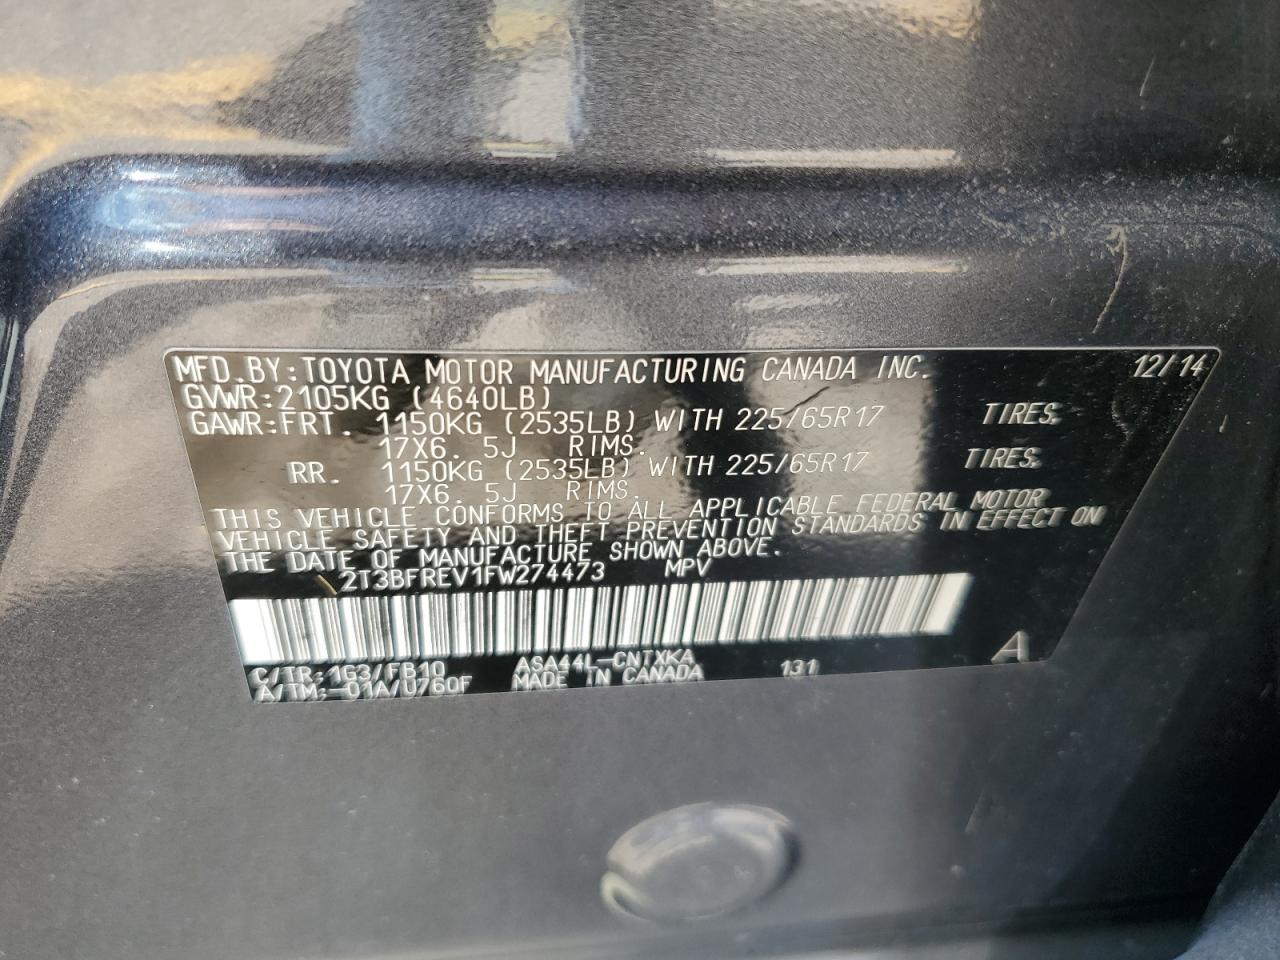 MFD. BY: TOYOTA MOTOR MANUFACTURING CANADA INC. 12/14
GVWR: 2105KG (4640LB)
GAWR: FRT. 1150KG (2535LB) WITH 225/65R17 TIRES.
17X6. 5J RIMS.
RR. 1150KG (2535LB) WITH 225/65R17 TIRES.
17X6. 5J RIMS.
THIS VEHICLE CONFORMS TO ALL APPLICABLE FEDERAL MOTOR
VEHICLE SAFETY AND THEFT PREVENTION STANDARDS IN EFFECT ON
THE DATE OF MANUFACTURE SHOWN ABOVE.
2T3BFREV1FW274473 MPV
C/TR: 1G3/FB10 ASA44L-CNTXKA 131 A
A/TM: -01A/U760F MADE IN CANADA